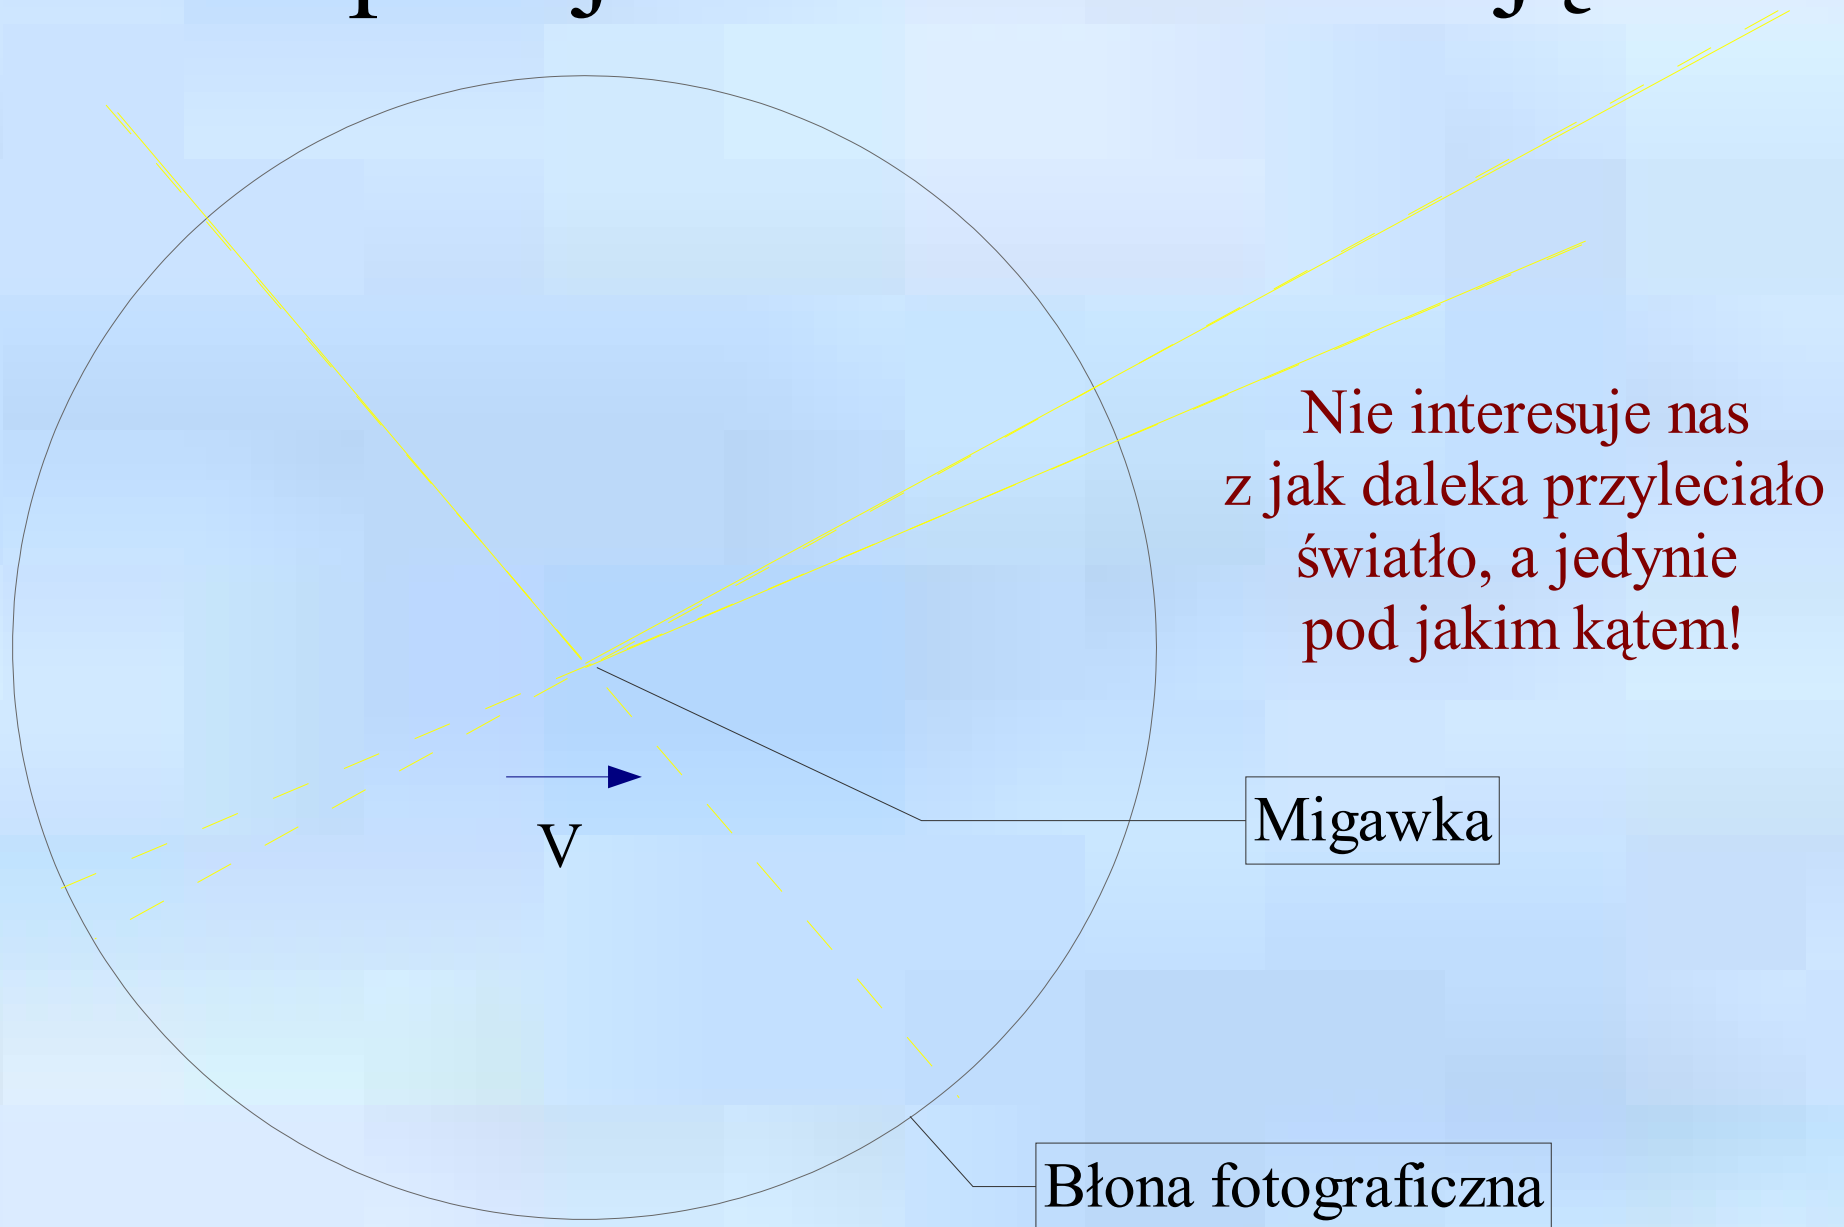 Nie interesuje nas
z jak daleka przyleciało
światło, a jedynie
pod jakim kątem!
Migawka
V
Błona fotograficzna